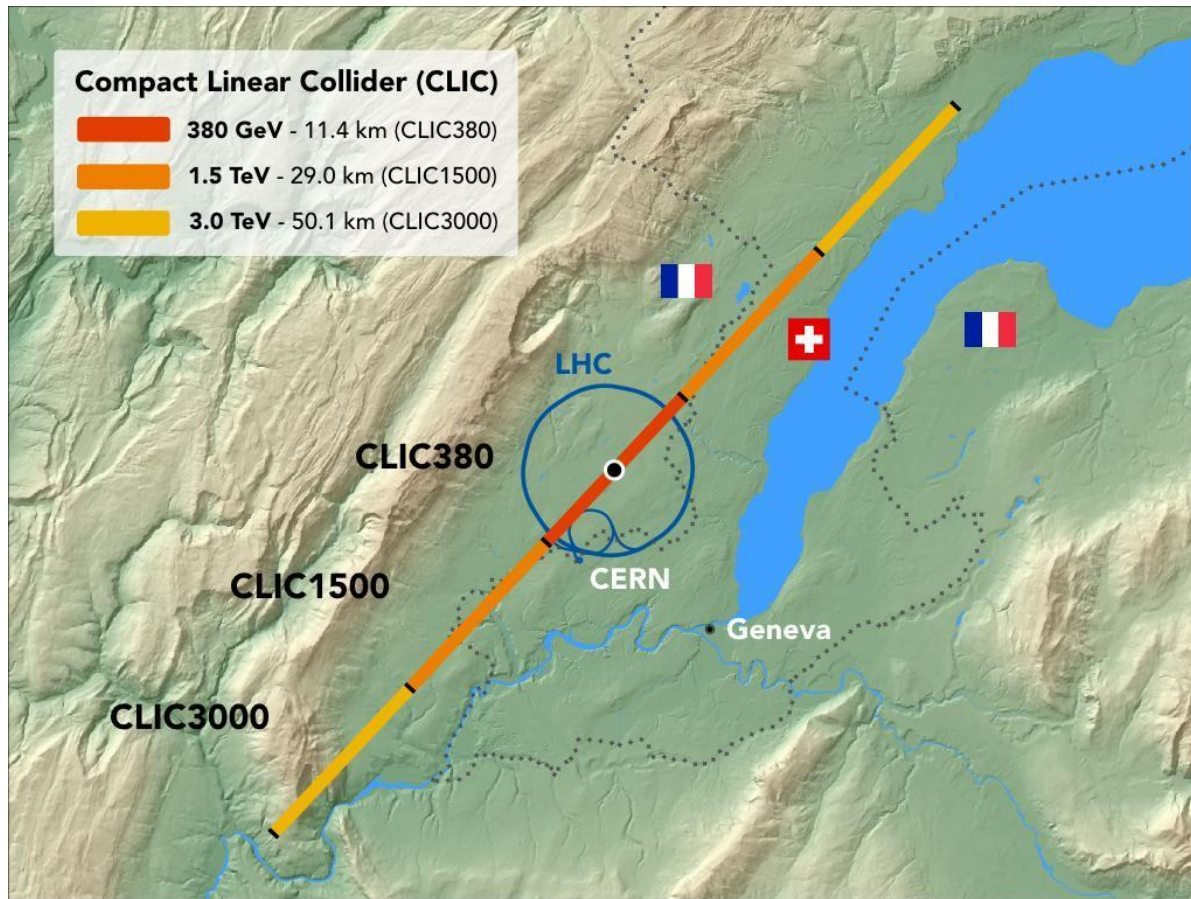 Compact Linear Collider (CLIC)
380 GeV - 11.4 km (CLIC380)
1.5 TeV - 29.0 km (CLIC1500)
3.0 TeV - 50.1 km (CLIC3000)
LHC
CLIC380
CERN
CLIC1500
Geneva
CLIC3000